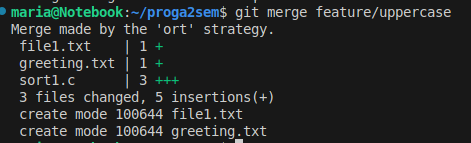 maria@Notebook:~/proga2sem$ git merge feature/uppercase
Merge made by the 'ort' strategy.
 file1.txt    | 1 +
 greeting.txt | 1 +
 sort1.c      | 3 +++
 3 files changed, 5 insertions(+)
 create mode 100644 file1.txt
 create mode 100644 greeting.txt